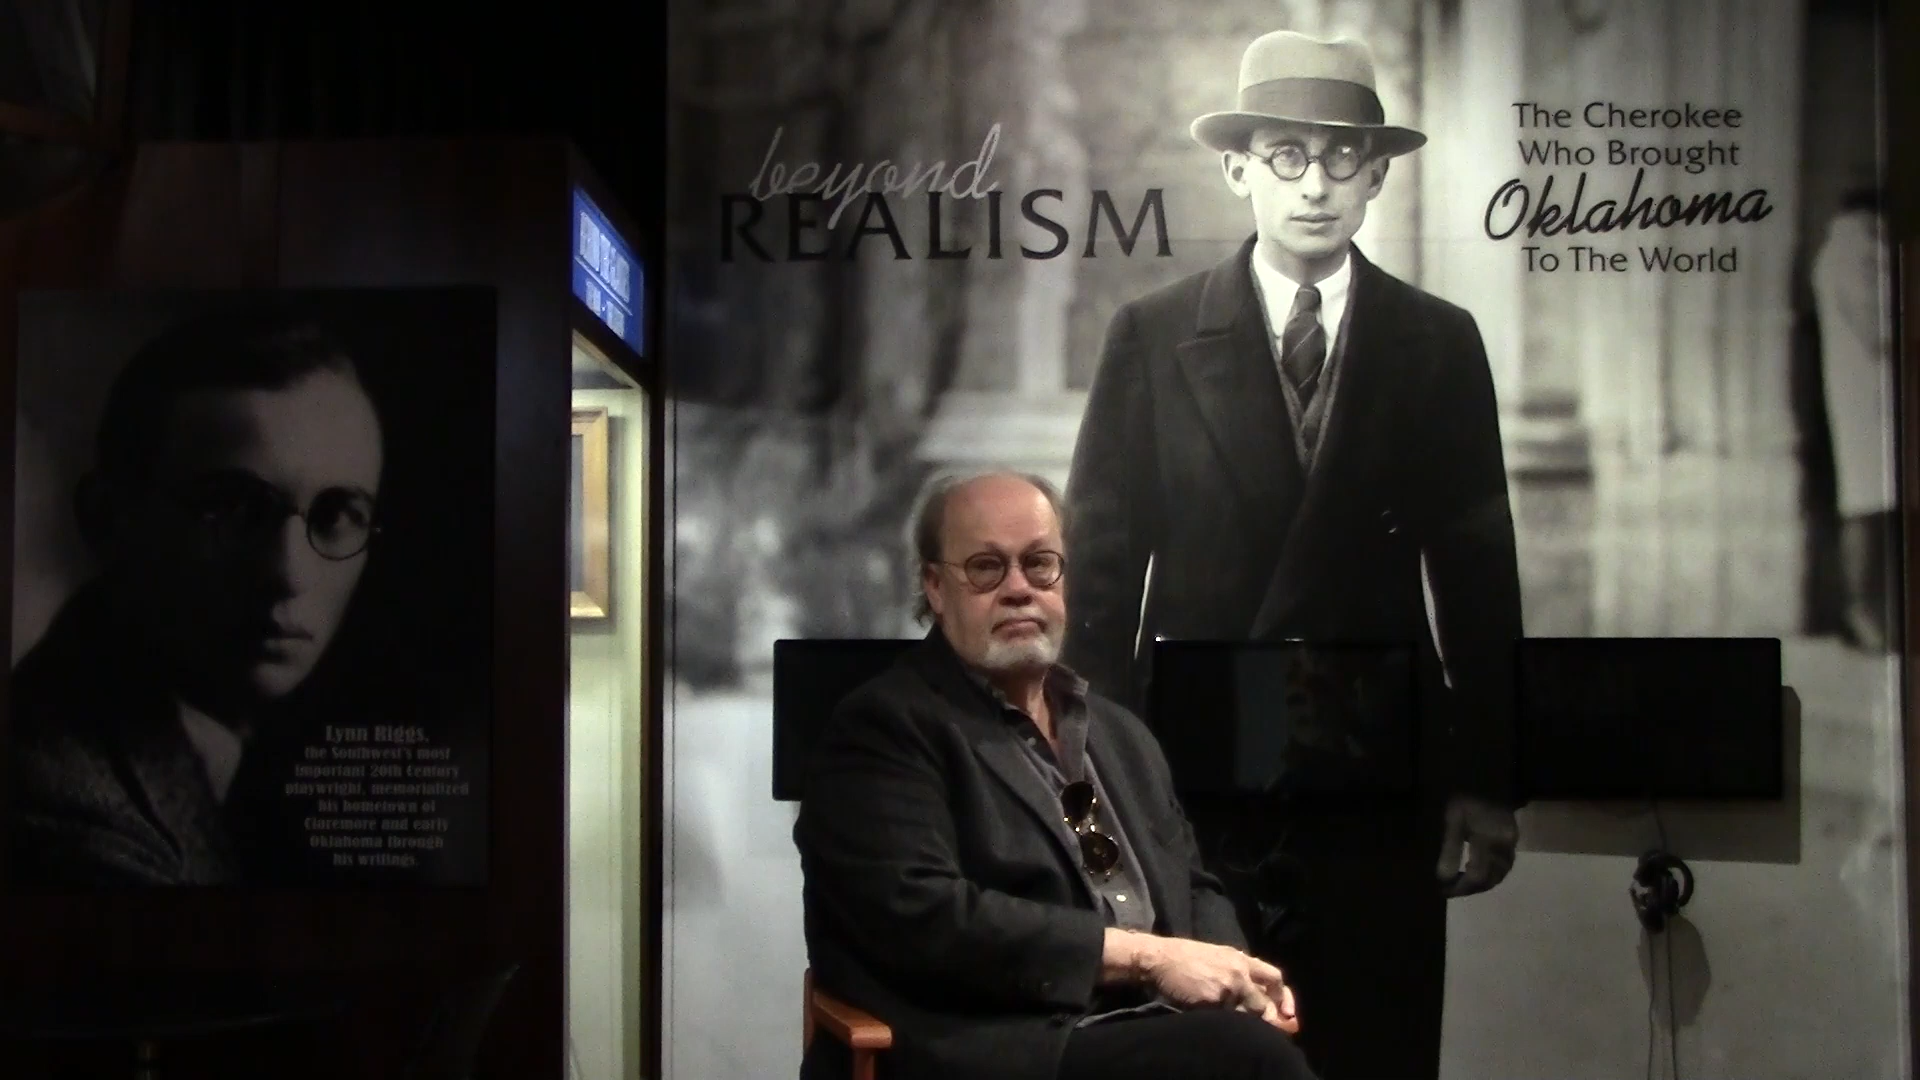 beyond
REALISM
The Cherokee
Who Brought
Oklahoma
To The World
Lynn Riggs,
the Southwest's most
important 20th Century
playwright, memorialized
his hometown of
Claremore and early
Oklahoma through
his writings.